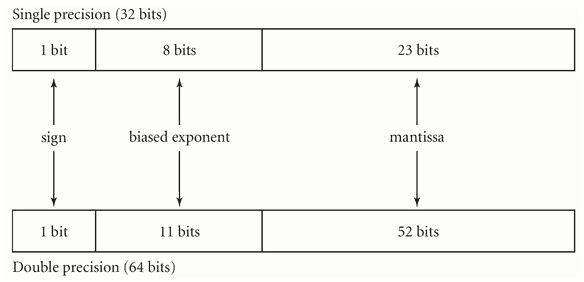 Single precision (32 bits)
1 bit 8 bits 23 bits
sign biased exponent mantissa
1 bit 11 bits 52 bits
Double precision (64 bits)